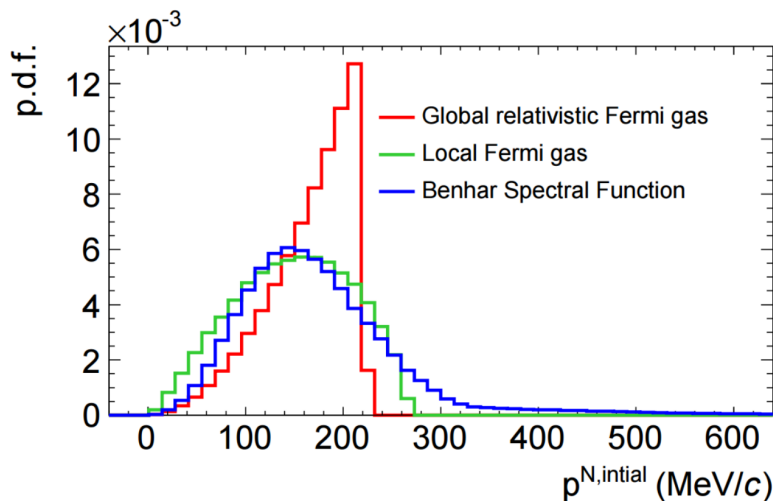 ×10⁻³
p.d.f.
12
10
8
6
4
2
0
Global relativistic Fermi gas
Local Fermi gas
Benhar Spectral Function
0 100 200 300 400 500 600
p^N,intial (MeV/c)